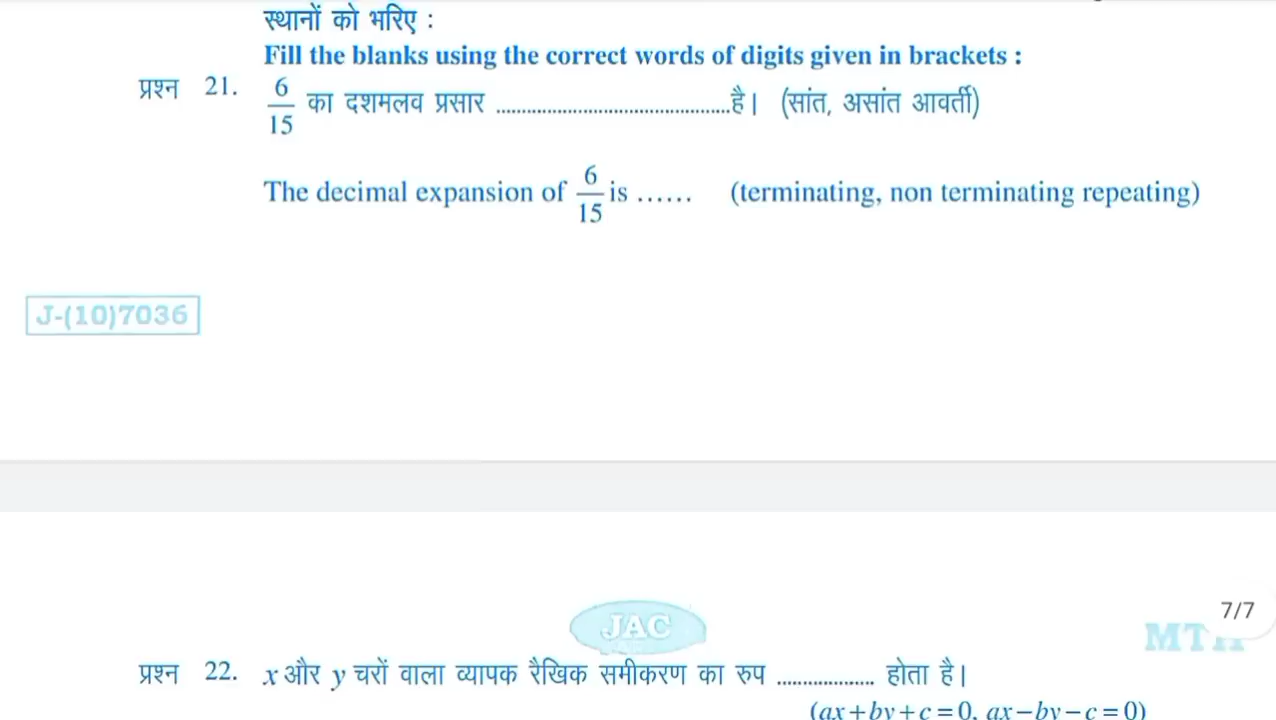 स्थानों को भरिए :
Fill the blanks using the correct words of digits given in brackets :
प्रश्न 21. 6/15 का दशमलव प्रसार ............................................है। (सांत, असांत आवर्ती)
The decimal expansion of 6/15 is ...... (terminating, non terminating repeating)
J-(10)7036
7/7
JAC
प्रश्न 22. x और y चरों वाला व्यापक रैखिक समीकरण का रुप ................... होता है।
(ax+by+c=0, ax−by−c=0)